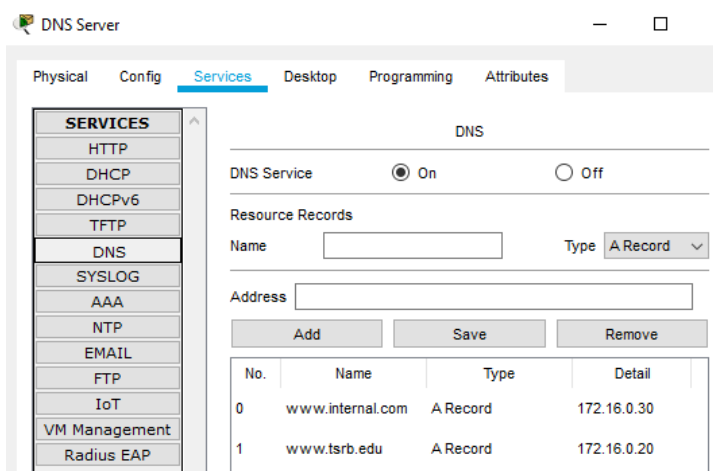 DNS Server
Physical Config Services Desktop Programming Attributes
SERVICES
HTTP
DHCP
DHCPv6
TFTP
DNS
SYSLOG
AAA
NTP
EMAIL
FTP
IoT
VM Management
Radius EAP
DNS
DNS Service On Off
Resource Records
Name Type A Record
Address
Add Save Remove
No. Name Type Detail
0 www.internal.com A Record 172.16.0.30
1 www.tsrb.edu A Record 172.16.0.20